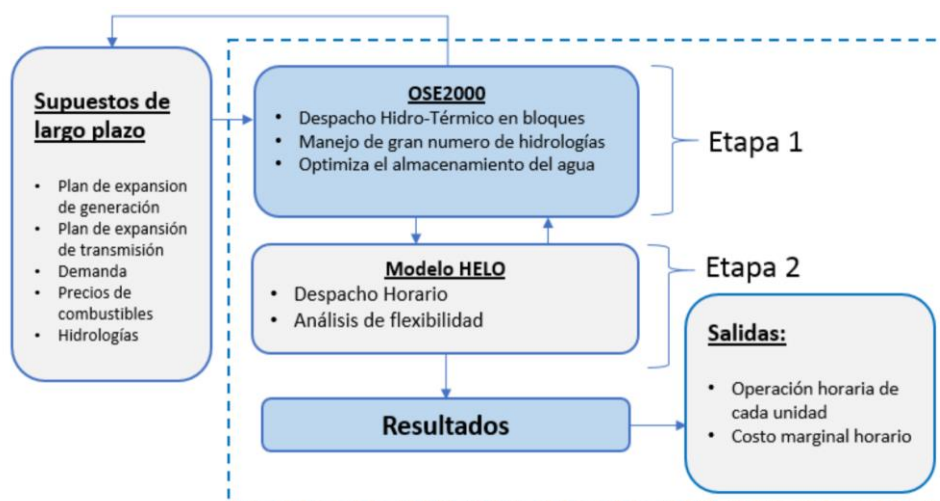 Supuestos de
largo plazo
• Plan de expansion
de generación
• Plan de expansión
de transmisión
• Demanda
• Precios de
combustibles
• Hidrologías
OSE2000
• Despacho Hidro-Térmico en bloques
• Manejo de gran numero de hidrologías
• Optimiza el almacenamiento del agua
Etapa 1
Modelo HELO
• Despacho Horario
• Análisis de flexibilidad
Etapa 2
Resultados
Salidas:
• Operación horaria de
cada unidad
• Costo marginal horario